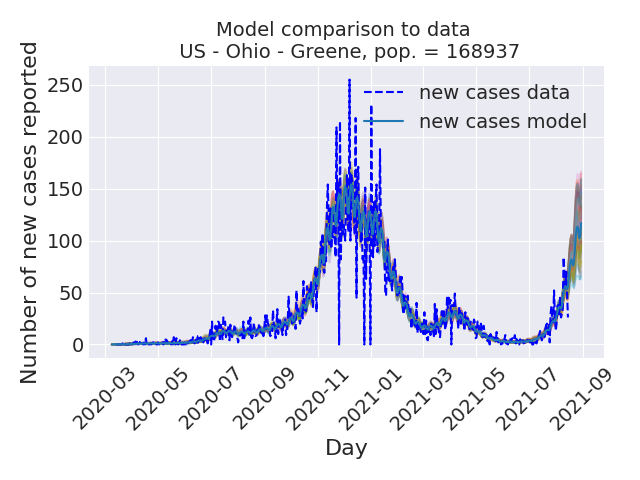 Model comparison to data
US - Ohio - Greene, pop. = 168937
Number of new cases reported
250
200
150
100
50
0
new cases data
new cases model
2020-03
2020-05
2020-07
2020-09
2020-11
2021-01
2021-03
2021-05
2021-07
2021-09
Day